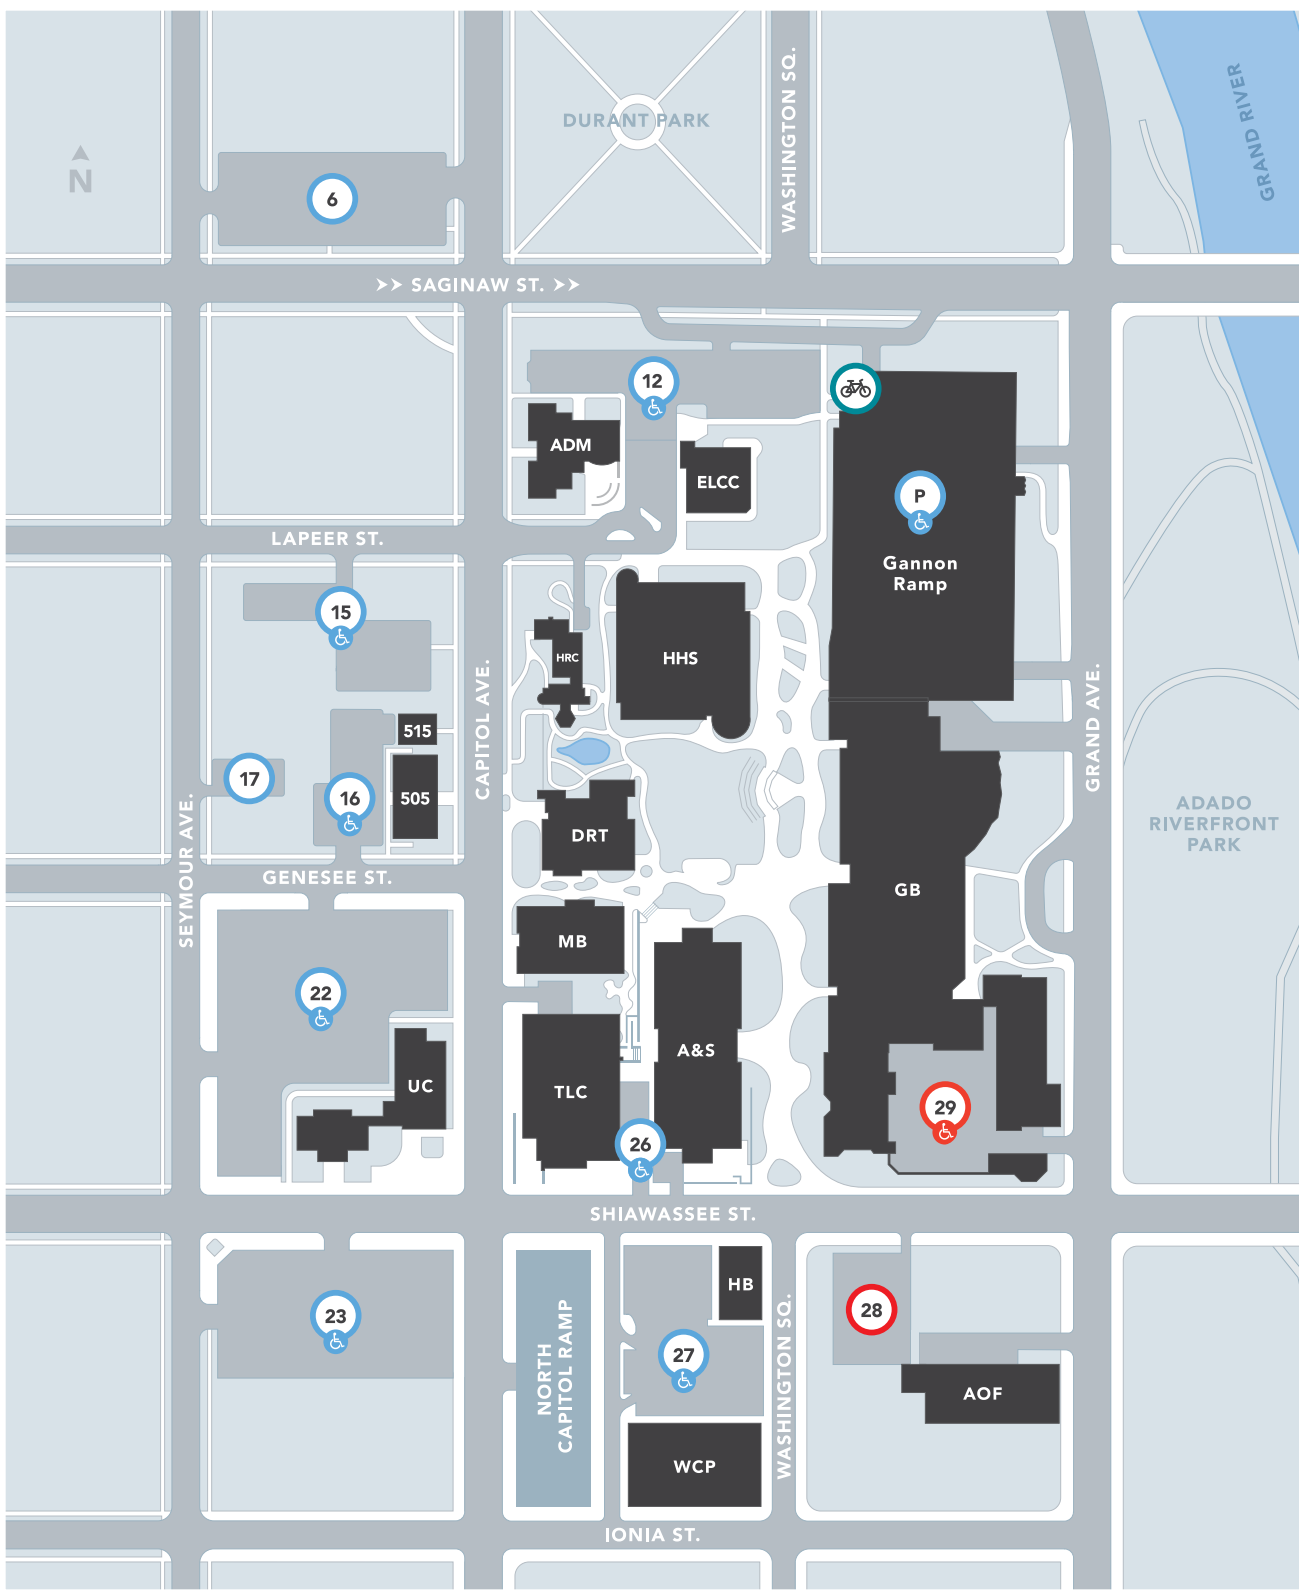 WASHINGTON SQ.
GRAND RIVER
DURANT PARK
N
6
SAGINAW ST.
12
ADM
ELCC
P
Gannon
Ramp
LAPEER ST.
15
HRC
HHS
CAPITOL AVE.
GRAND AVE.
515
17
16
505
DRT
ADADO
RIVERFRONT
PARK
SEYMOUR AVE.
GENESEE ST.
GB
MB
22
A&S
UC
TLC
29
26
SHIAWASSEE ST.
HB
23
28
NORTH
CAPITOL RAMP
27
WASHINGTON SQ.
AOF
WCP
IONIA ST.